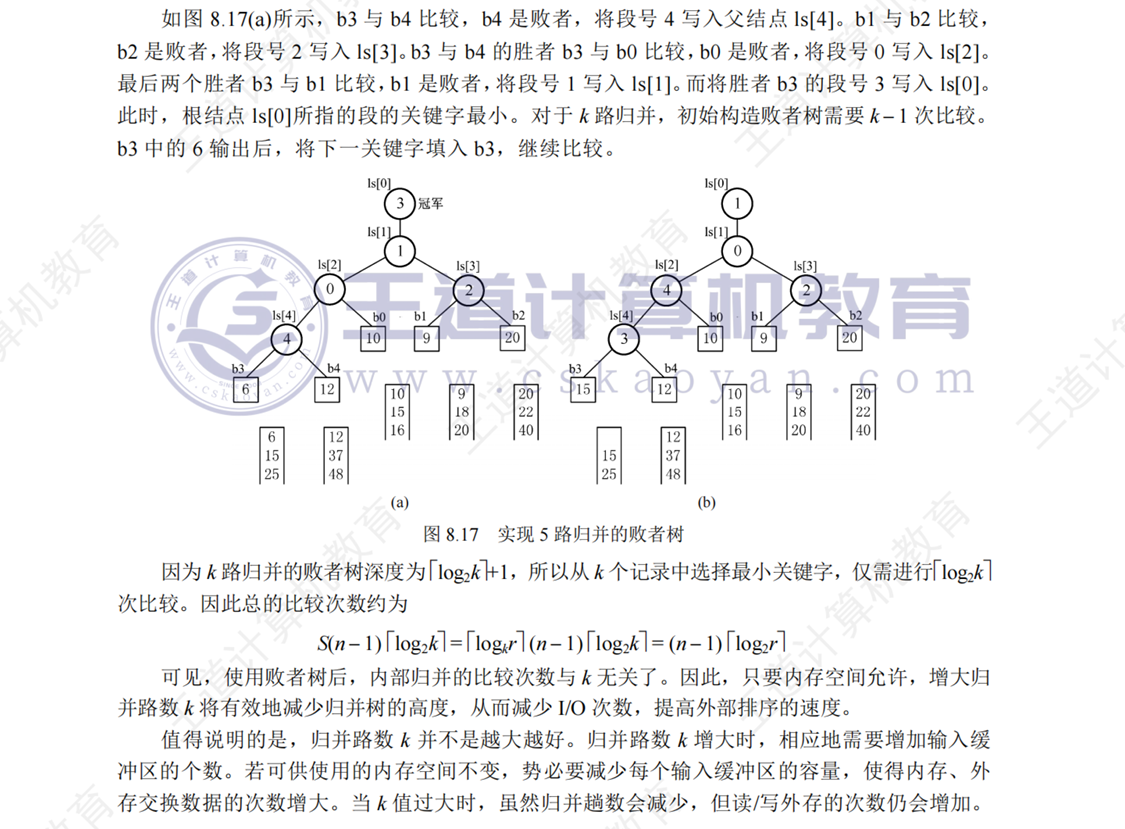 如图 8.17(a)所示，b3 与 b4 比较，b4 是败者，将段号 4 写入父结点 ls[4]。b1 与 b2 比较，
b2 是败者，将段号 2 写入 ls[3]。b3 与 b4 的胜者 b3 与 b0 比较，b0 是败者，将段号 0 写入 ls[2]。
最后两个胜者 b3 与 b1 比较，b1 是败者，将段号 1 写入 ls[1]。而将胜者 b3 的段号 3 写入 ls[0]。
此时，根结点 ls[0]所指的段的关键字最小。对于 k 路归并，初始构造败者树需要 k－1 次比较。
b3 中的 6 输出后，将下一关键字填入 b3，继续比较。
ls[0] ls[0]
3 冠军 1
ls[1] ls[1]
1 0
ls[2] ls[3] ls[2] ls[3]
0 2 4 2
ls[4] b0 b1 b2 ls[4] b0 b1 b2
4 10 9 20 3 10 9 20
b3 b4 b3 b4
6 12 15 12
10 9 20 10 9 20
15 18 22 15 18 22
16 20 40 16 20 40
6 12 12
15 37 15 37
25 48 25 48
(a) (b)
图 8.17 实现 5 路归并的败者树
因为 k 路归并的败者树深度为⌈log₂k⌉+1，所以从 k 个记录中选择最小关键字，仅需进行⌈log₂k⌉
次比较。因此总的比较次数约为
S(n－1)⌈log₂k⌉=⌈logₖr⌉(n－1)⌈log₂k⌉=(n－1)⌈log₂r⌉
可见，使用败者树后，内部归并的比较次数与 k 无关了。因此，只要内存空间允许，增大归
并路数 k 将有效地减少归并树的高度，从而减少 I/O 次数，提高外部排序的速度。
值得说明的是，归并路数 k 并不是越大越好。归并路数 k 增大时，相应地需要增加输入缓
冲区的个数。若可供使用的内存空间不变，势必要减少每个输入缓冲区的容量，使得内存、外
存交换数据的次数增大。当 k 值过大时，虽然归并趟数会减少，但读/写外存的次数仍会增加。
王道计算机教育
www.cskaoyan.com